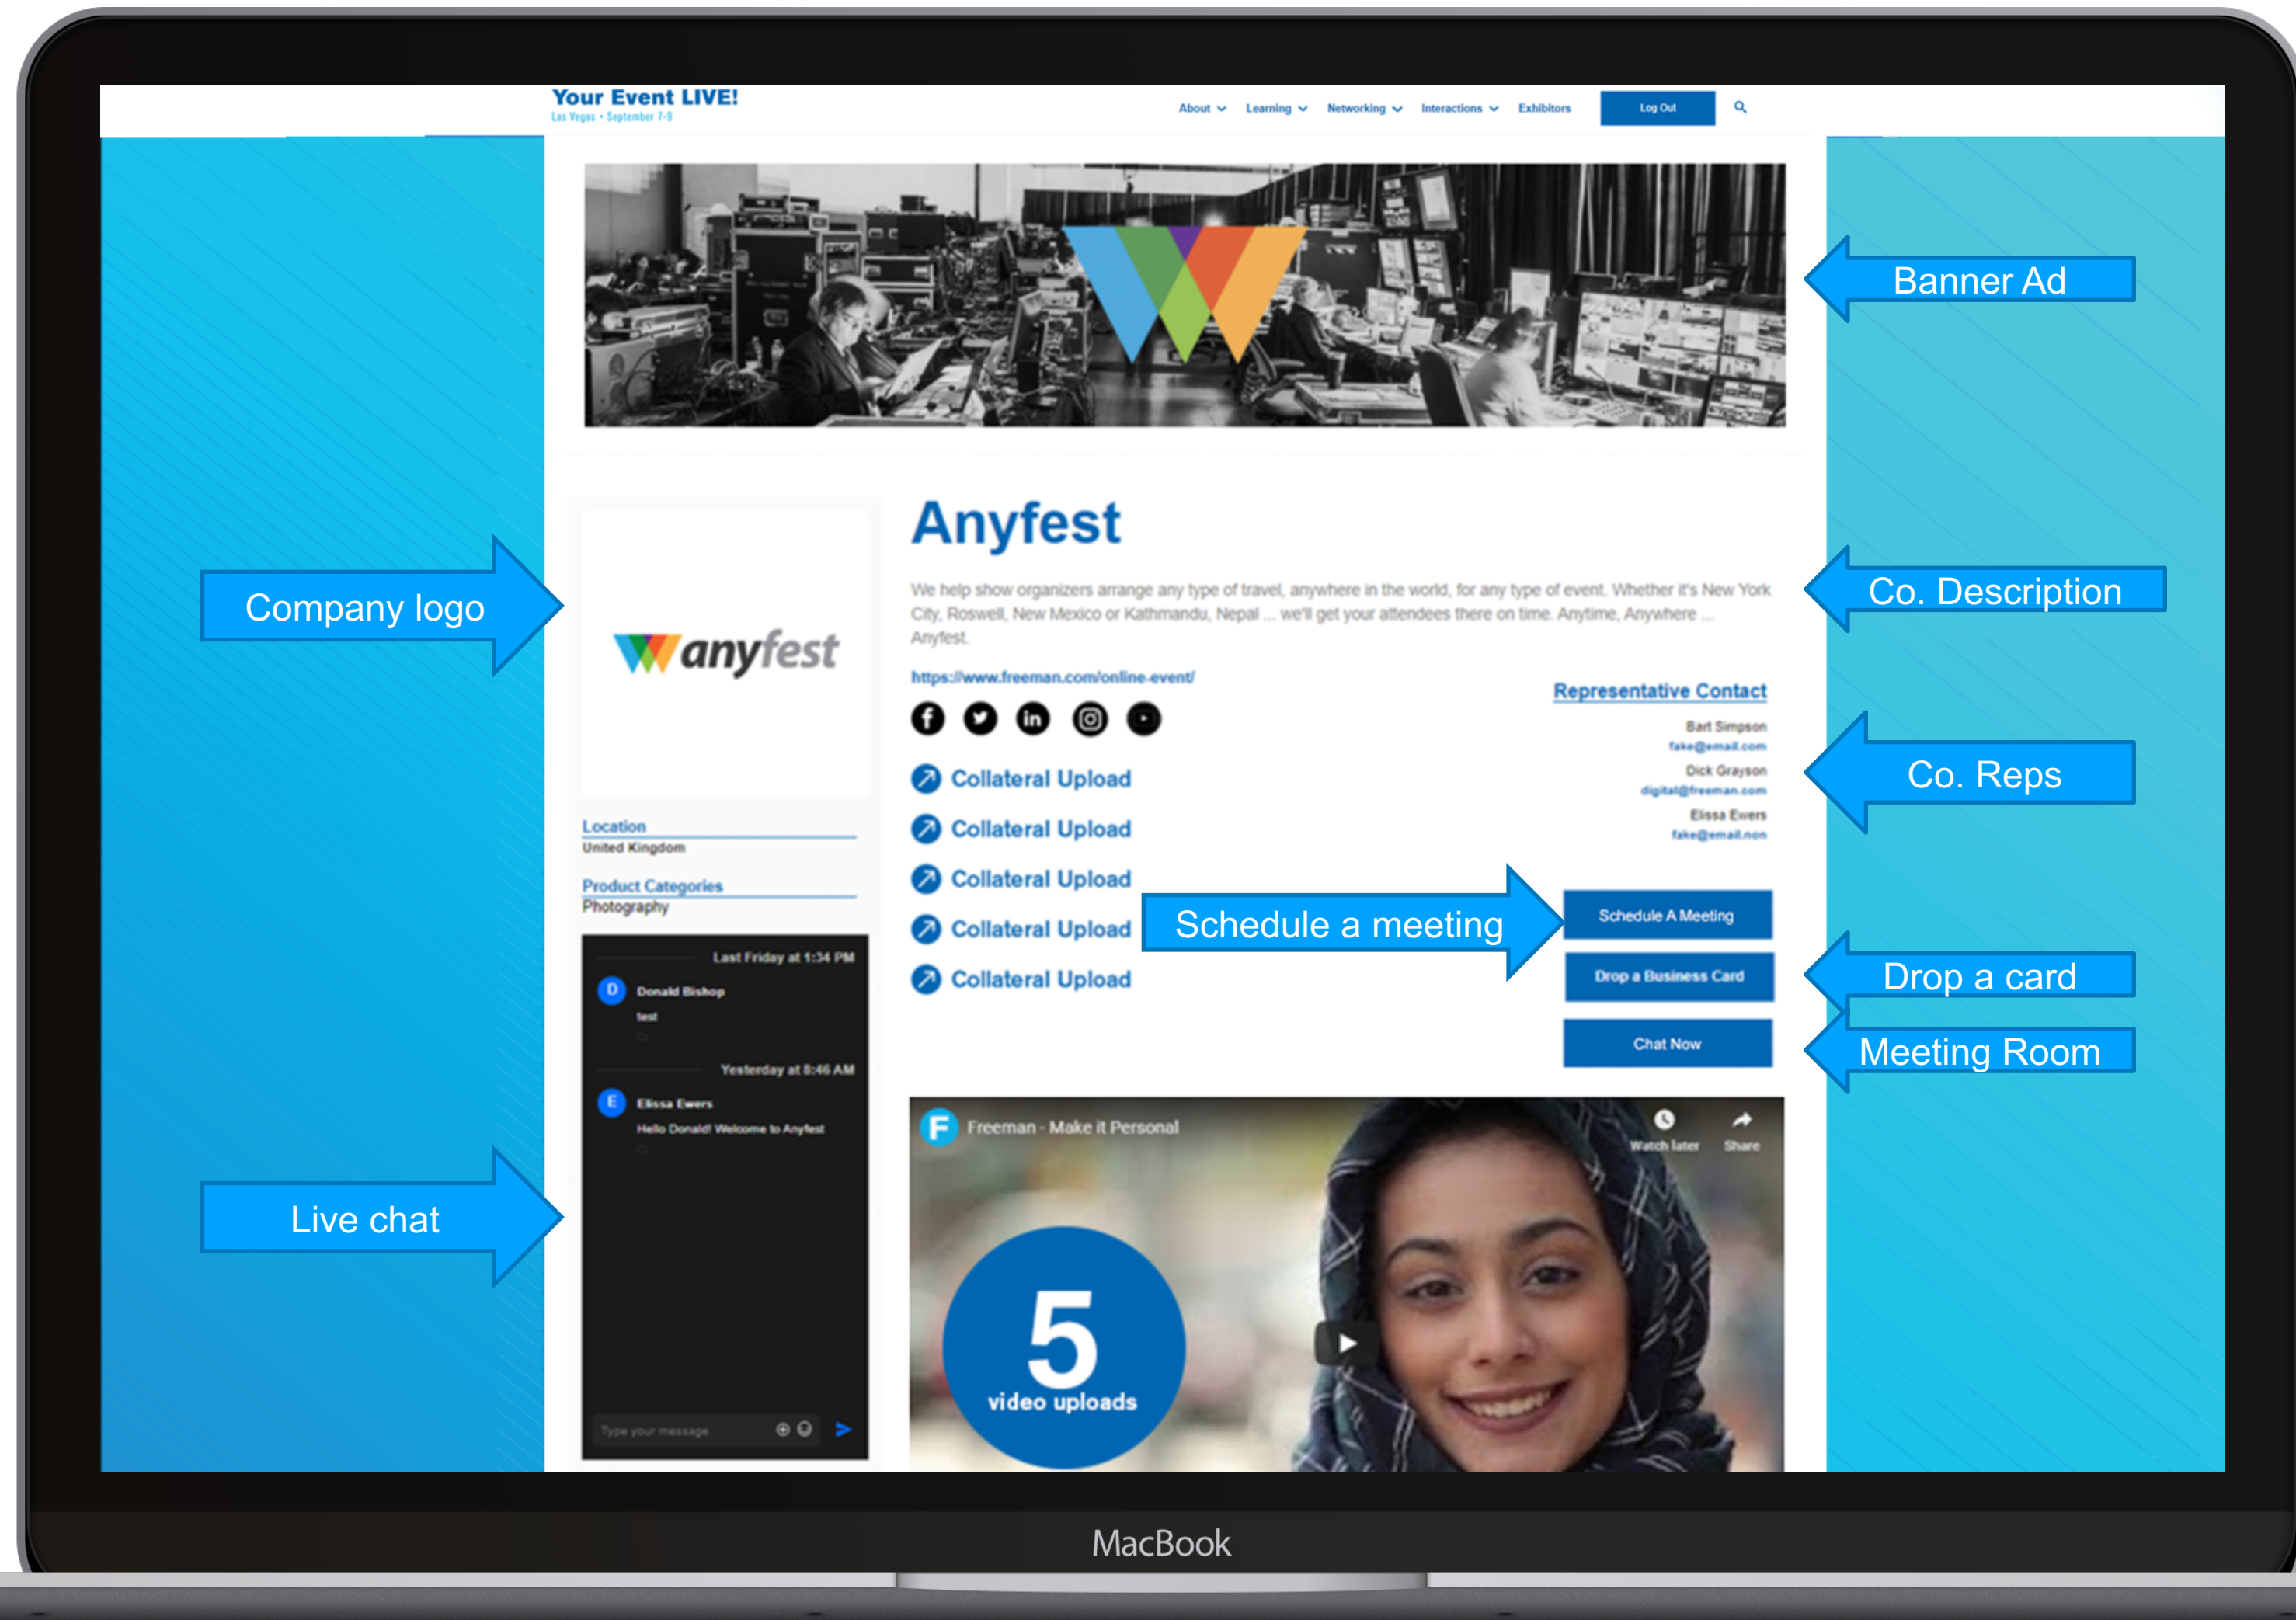 Your Event LIVE!
Las Vegas • September 7-9
About Learning Networking Interactions Exhibitors Log Out
Banner Ad
Company logo
anyfest
Anyfest
We help show organizers arrange any type of travel, anywhere in the world, for any type of event. Whether it's New York
City, Roswell, New Mexico or Kathmandu, Nepal ... we'll get your attendees there on time. Anytime, Anywhere ...
Anyfest.
Co. Description
https://www.freeman.com/online-event/
f in
Collateral Upload
Collateral Upload
Collateral Upload
Collateral Upload
Collateral Upload
Representative Contact
Bart Simpson
fake@email.com
Dick Grayson
digital@freeman.com
Elissa Ewers
fake@email.non
Co. Reps
Schedule a meeting
Schedule A Meeting
Drop a Business Card
Drop a card
Chat Now
Meeting Room
Location
United Kingdom
Product Categories
Photography
Last Friday at 1:34 PM
D Donald Bishop
test
Yesterday at 8:46 AM
E Elissa Ewers
Hello Donald! Welcome to Anyfest
Live chat
Type your message
F Freeman - Make it Personal
Watch later Share
5
video uploads
MacBook